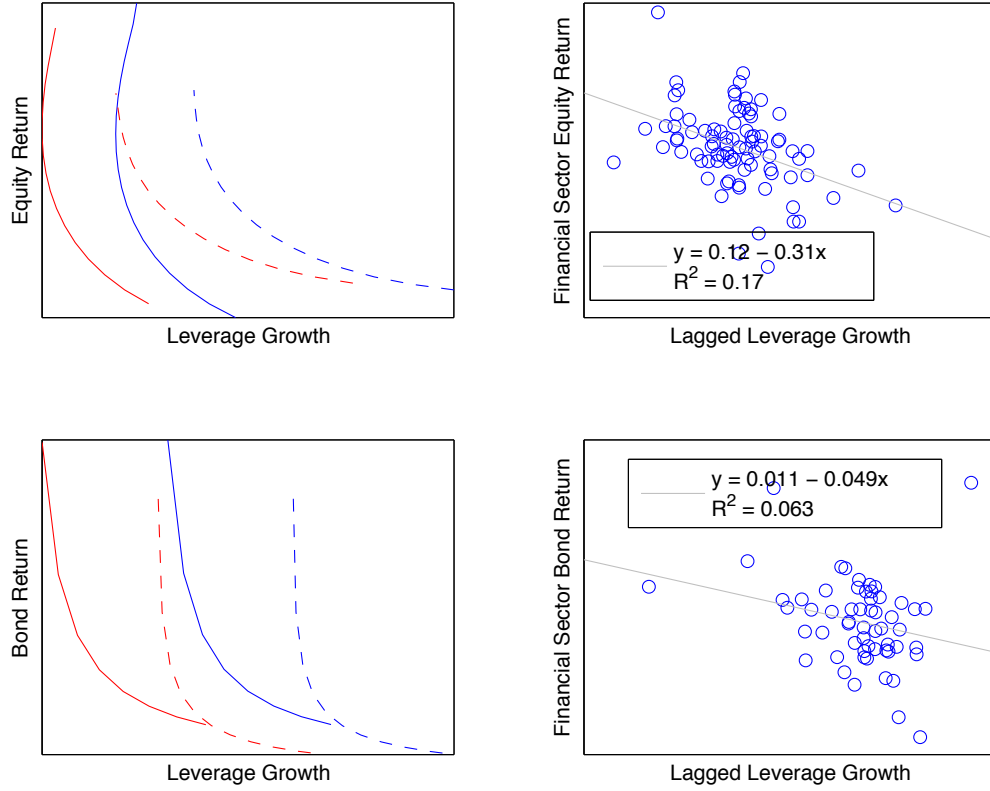 Equity Return
Leverage Growth
Financial Sector Equity Return
y = 0.12 − 0.31x
R² = 0.17
Lagged Leverage Growth
Bond Return
Leverage Growth
Financial Sector Bond Return
y = 0.011 − 0.049x
R² = 0.063
Lagged Leverage Growth